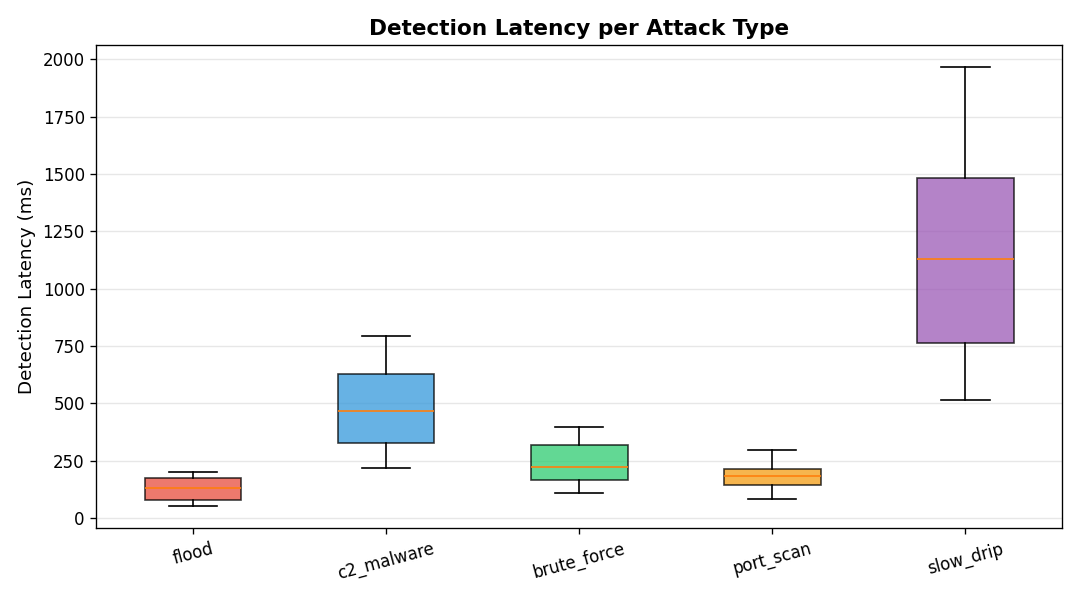 Detection Latency per Attack Type
Detection Latency (ms)
2000
1750
1500
1250
1000
750
500
250
0
flood
c2_malware
brute_force
port_scan
slow_drip